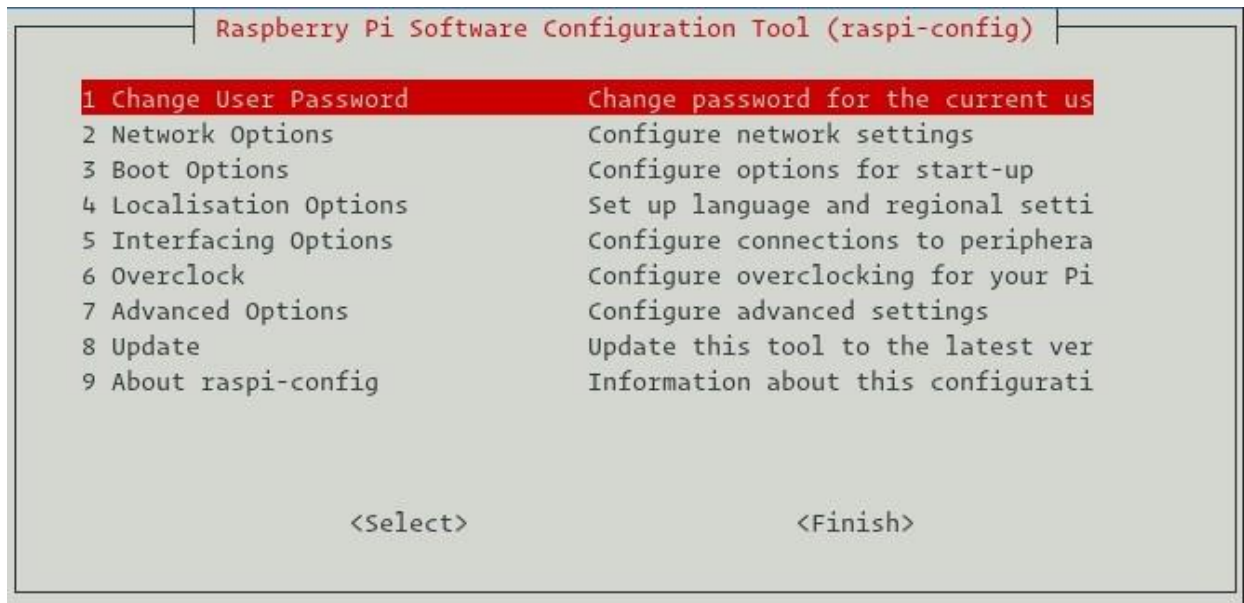 Raspberry Pi Software Configuration Tool (raspi-config)
1 Change User Password Change password for the current us
2 Network Options Configure network settings
3 Boot Options Configure options for start-up
4 Localisation Options Set up language and regional setti
5 Interfacing Options Configure connections to periphera
6 Overclock Configure overclocking for your Pi
7 Advanced Options Configure advanced settings
8 Update Update this tool to the latest ver
9 About raspi-config Information about this configurati
<Select> <Finish>